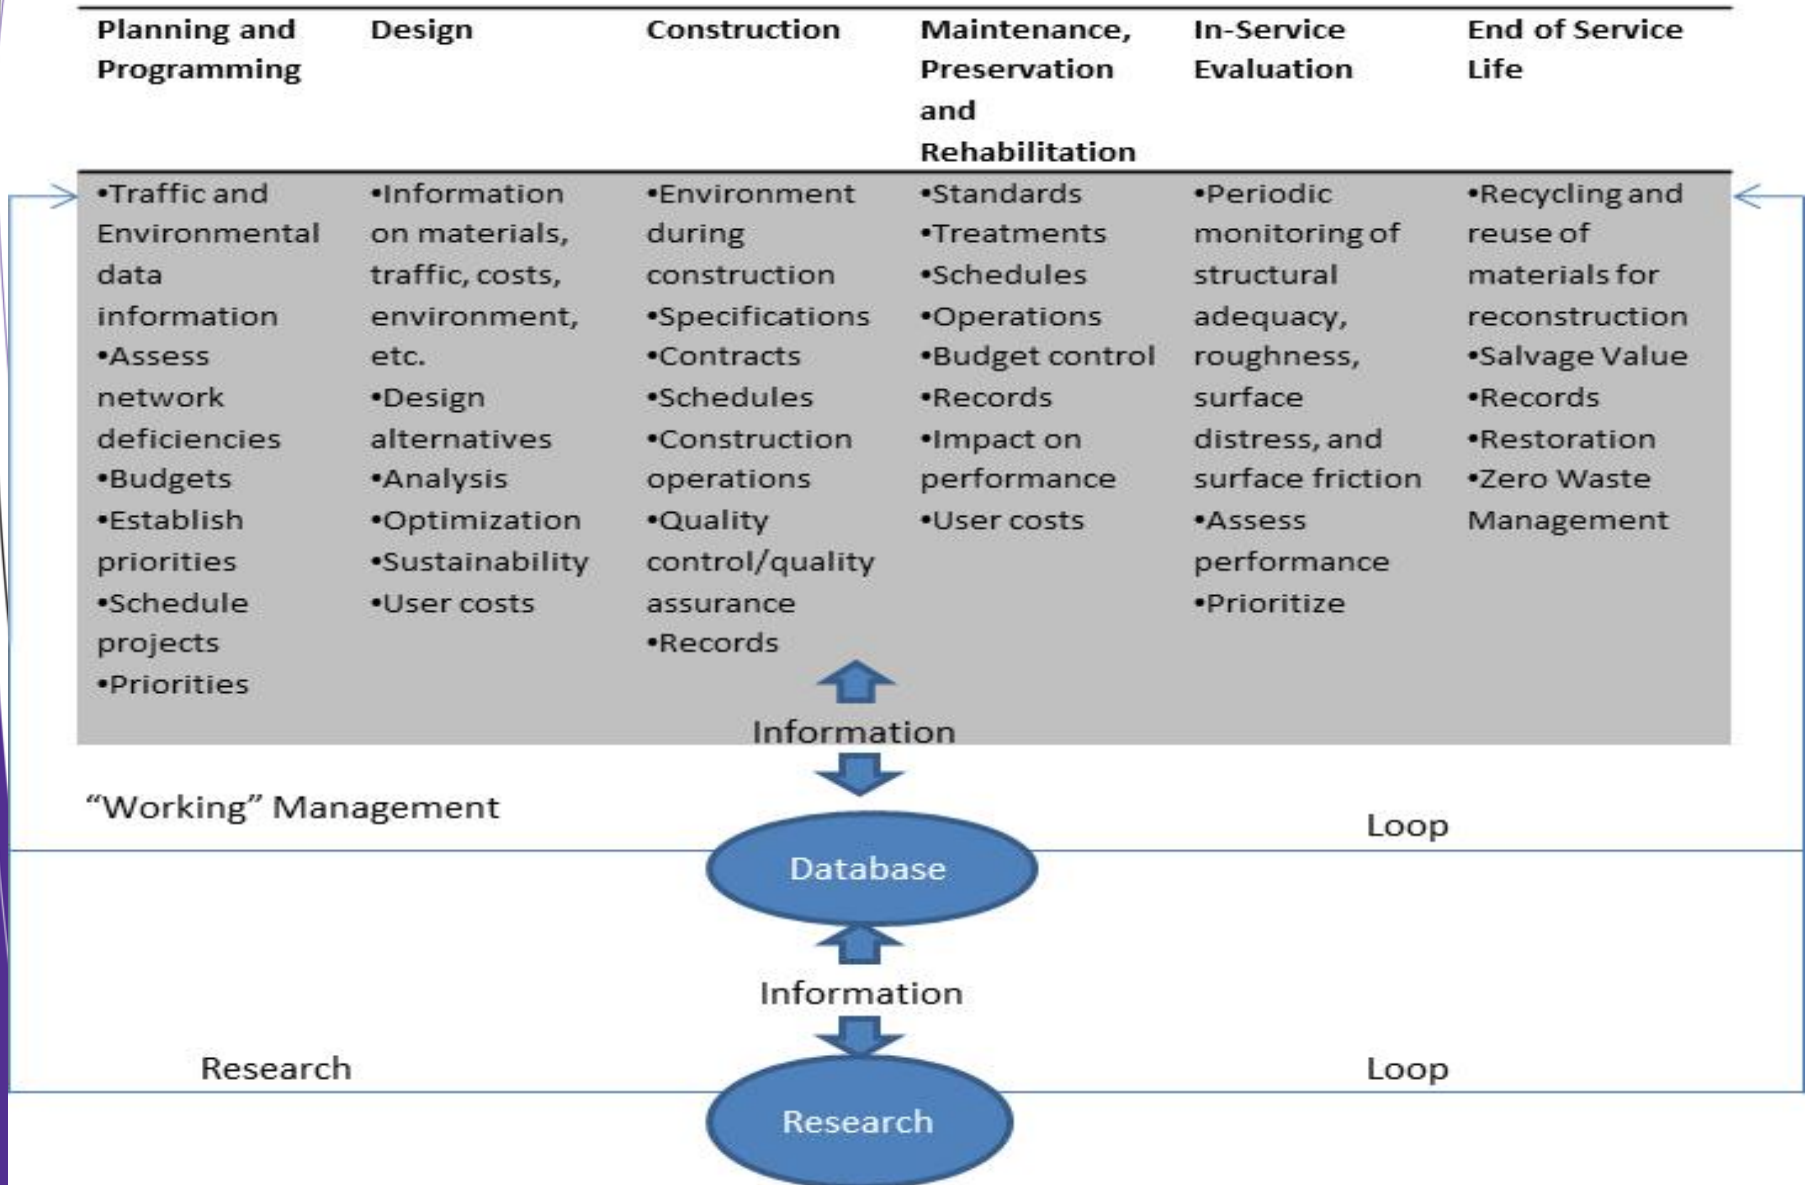 Planning and
Programming
Design
Construction
Maintenance,
Preservation
and
Rehabilitation
In-Service
Evaluation
End of Service
Life
•Traffic and
Environmental
data
information
•Assess
network
deficiencies
•Budgets
•Establish
priorities
•Schedule
projects
•Priorities
•Information
on materials,
traffic, costs,
environment,
etc.
•Design
alternatives
•Analysis
•Optimization
•Sustainability
•User costs
•Environment
during
construction
•Specifications
•Contracts
•Schedules
•Construction
operations
•Quality
control/quality
assurance
•Records
•Standards
•Treatments
•Schedules
•Operations
•Budget control
•Records
•Impact on
performance
•User costs
•Periodic
monitoring of
structural
adequacy,
roughness,
surface
distress, and
surface friction
•Assess
performance
•Prioritize
•Recycling and
reuse of
materials for
reconstruction
•Salvage Value
•Records
•Restoration
•Zero Waste
Management
Information
“Working” Management
Loop
Database
Information
Research
Loop
Research